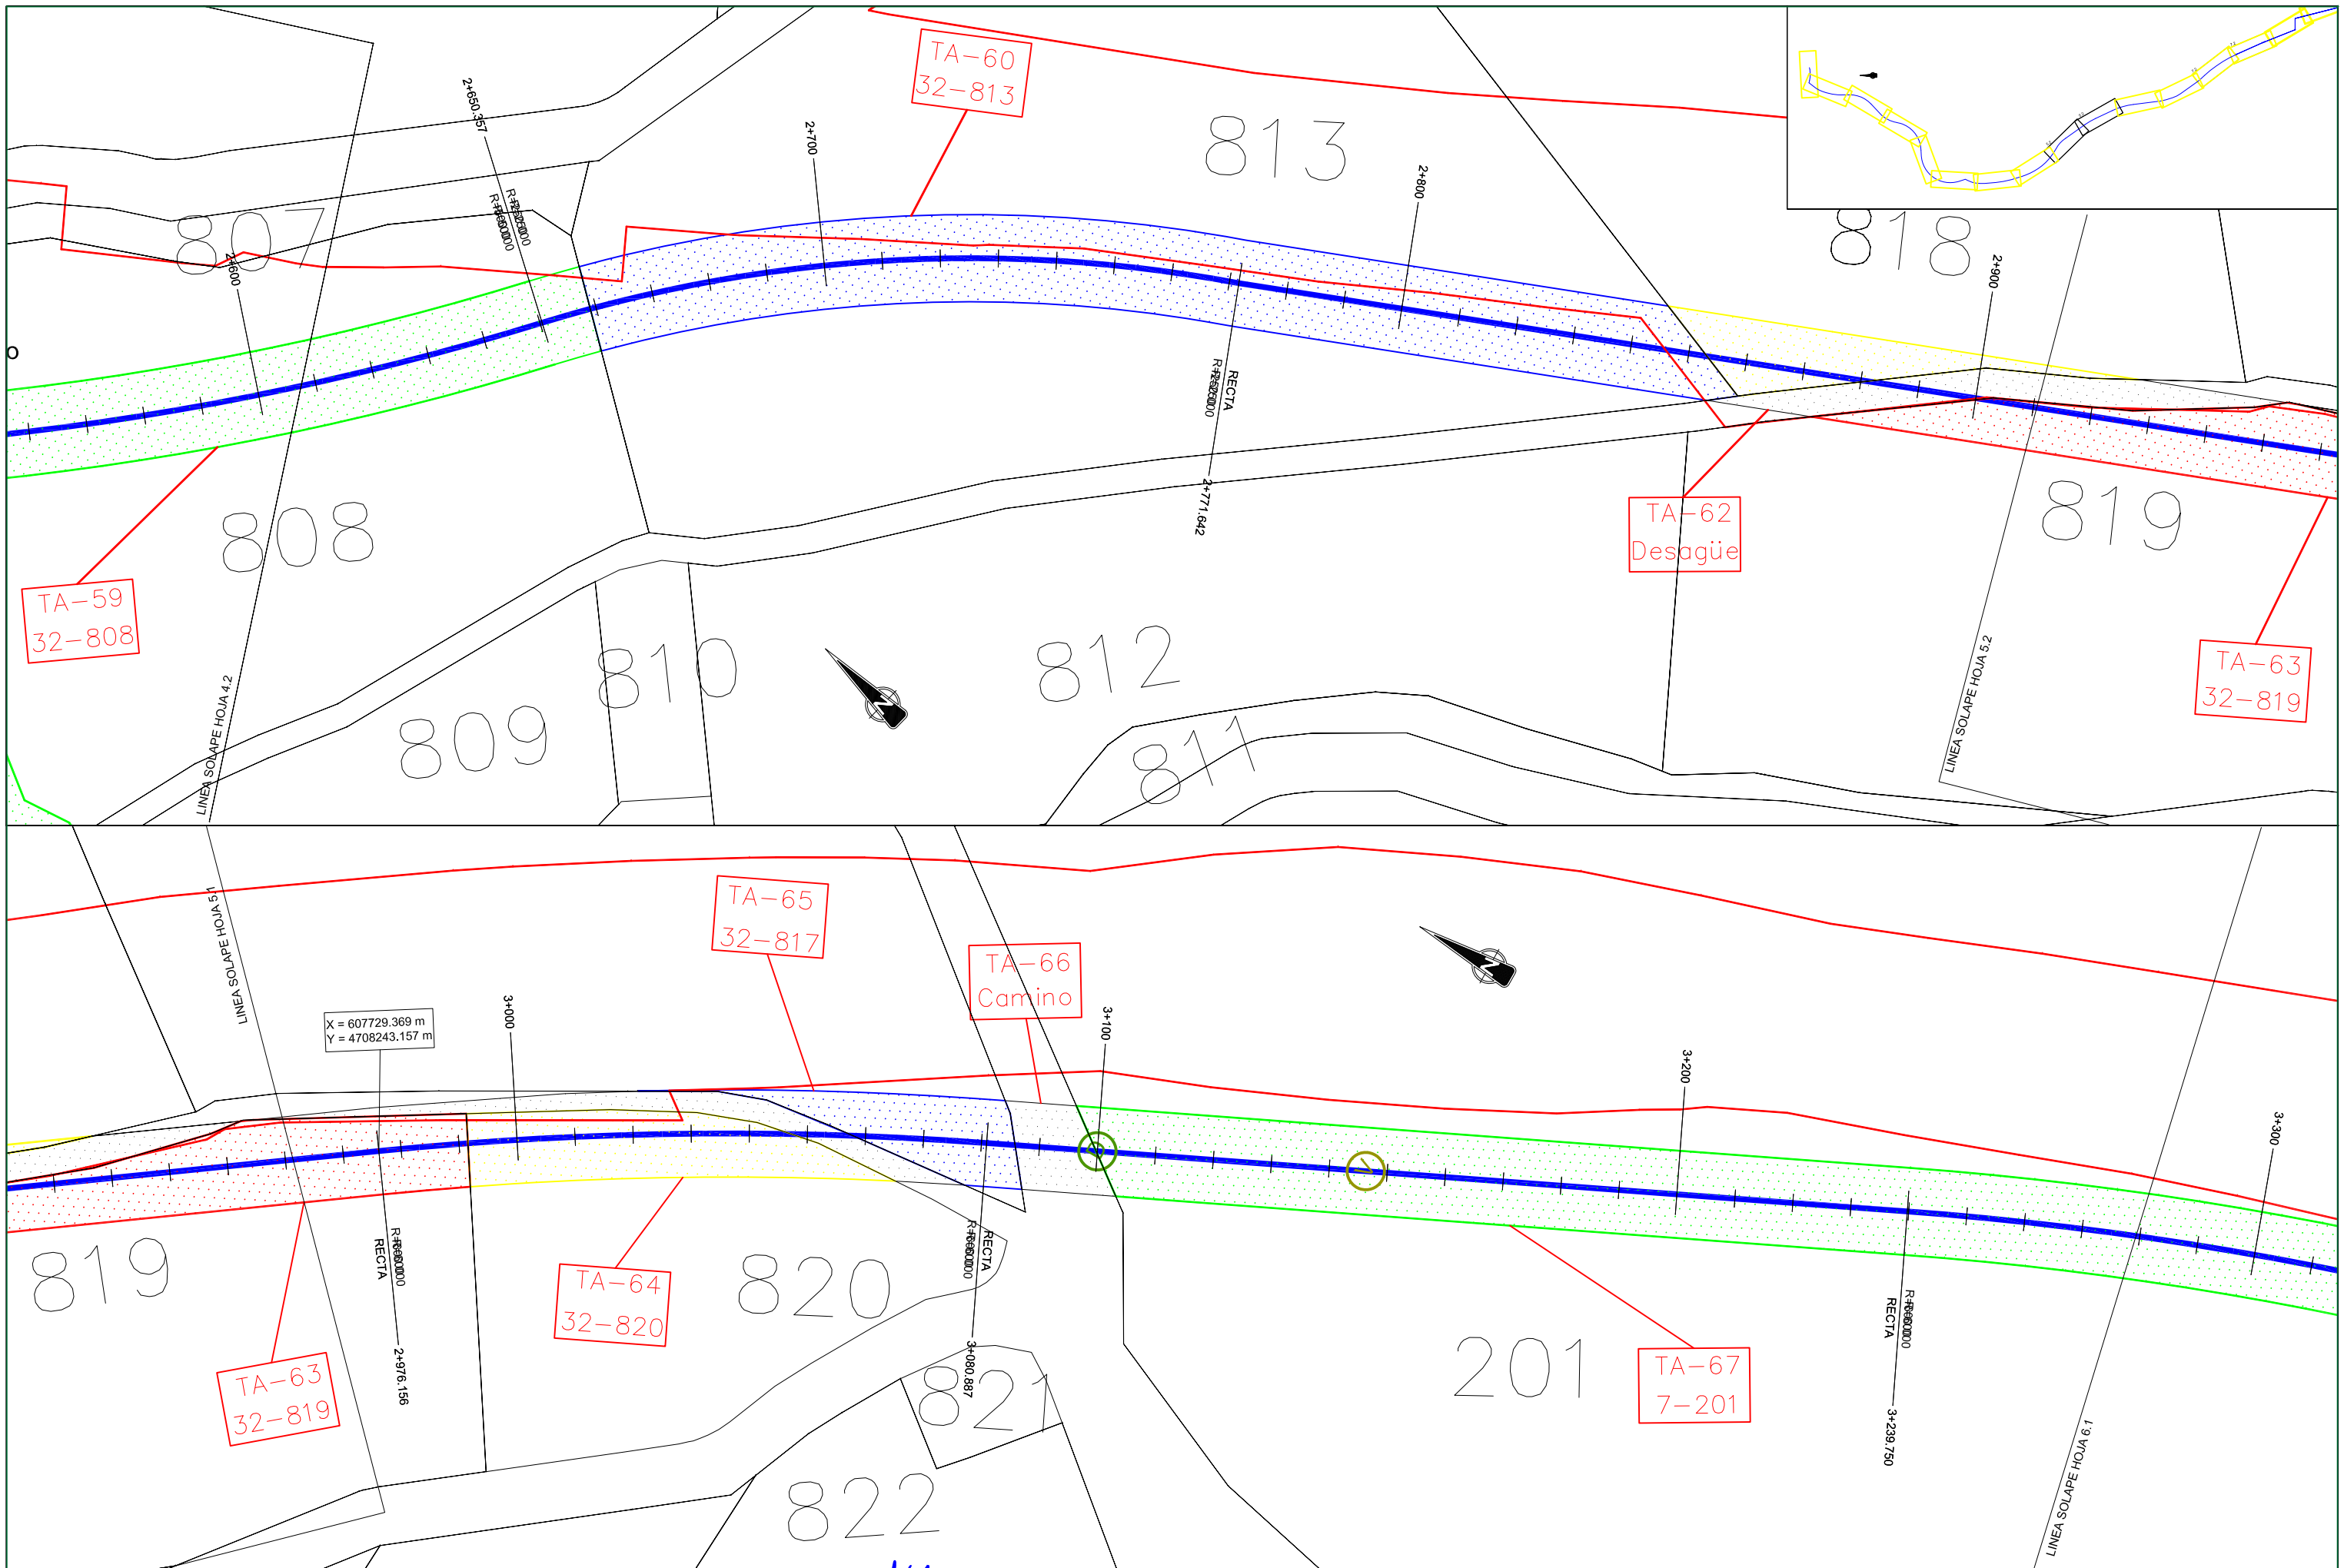 TA-60
32-813
813
2+650.357
2+700
2+800
818
2+900
807
2+600
RECTA
2+771.642
TA-62
Desagüe
819
808
TA-59
32-808
LINEA SOLAPE HOJA 4.2
810
809
N
812
811
LINEA SOLAPE HOJA 5.2
TA-63
32-819
LINEA SOLAPE HOJA 5.1
TA-65
32-817
TA-66
Camino
N
X = 607729.369 m
Y = 4708243.157 m
3+000
3+100
3+200
3+300
819
RECTA
2+976.156
TA-63
32-819
TA-64
32-820
820
RECTA
3+080.887
821
822
201
TA-67
7-201
RECTA
3+239.750
LINEA SOLAPE HOJA 6.1